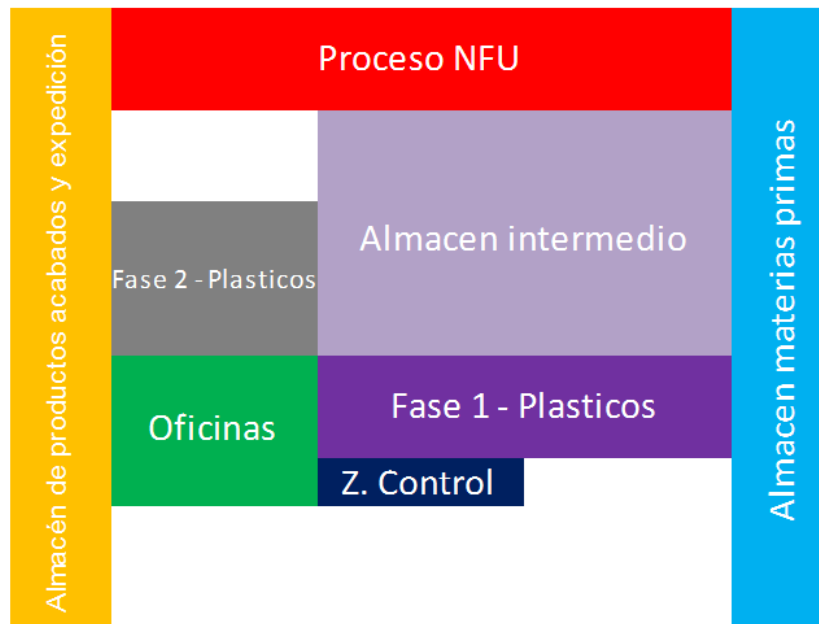 Almacén de productos acabados y expedición
Proceso NFU
Almacen materias primas
Almacen intermedio
Fase 2 - Plasticos
Fase 1 - Plasticos
Oficinas
Z. Control